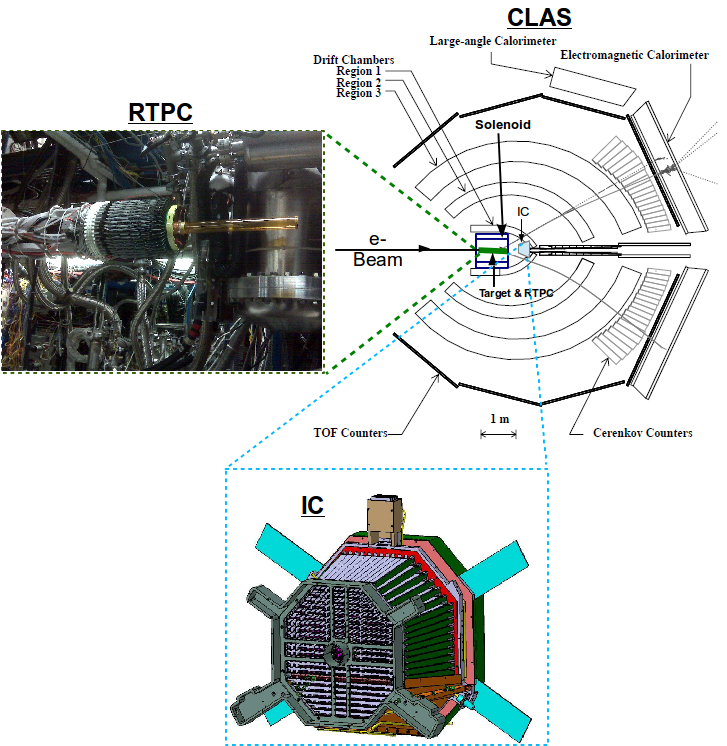 CLAS
Large-angle Calorimeter
Electromagnetic Calorimeter
Drift Chambers
Region 1
Region 2
Region 3
RTPC
Solenoid
IC
e-
Beam
Target & RTPC
1 m
TOF Counters
Cerenkov Counters
IC